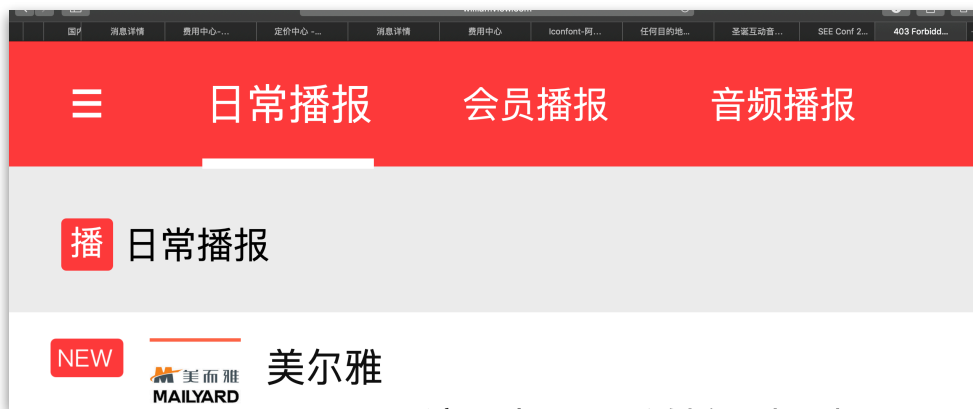 国内 消息详情 费用中心-... 定价中心 -... 消息详情 费用中心 Iconfont-阿... 任何目的地... 圣诞互动音... SEE Conf 2... 403 Forbidd...
日常播报 会员播报 音频播报
播 日常播报
NEW 美尔雅
美而雅
MAILYARD